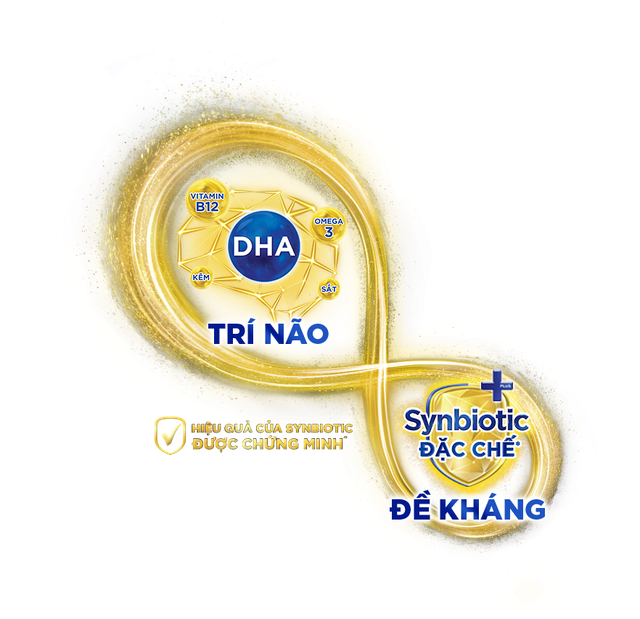 VITAMIN
B12
OMEGA
3
DHA
KẼM
SẮT
TRÍ NÃO
PLUS
Synbiotic
ĐẶC CHẾ*
HIỆU QUẢ CỦA SYNBIOTIC
ĐƯỢC CHỨNG MINH*
ĐỀ KHÁNG